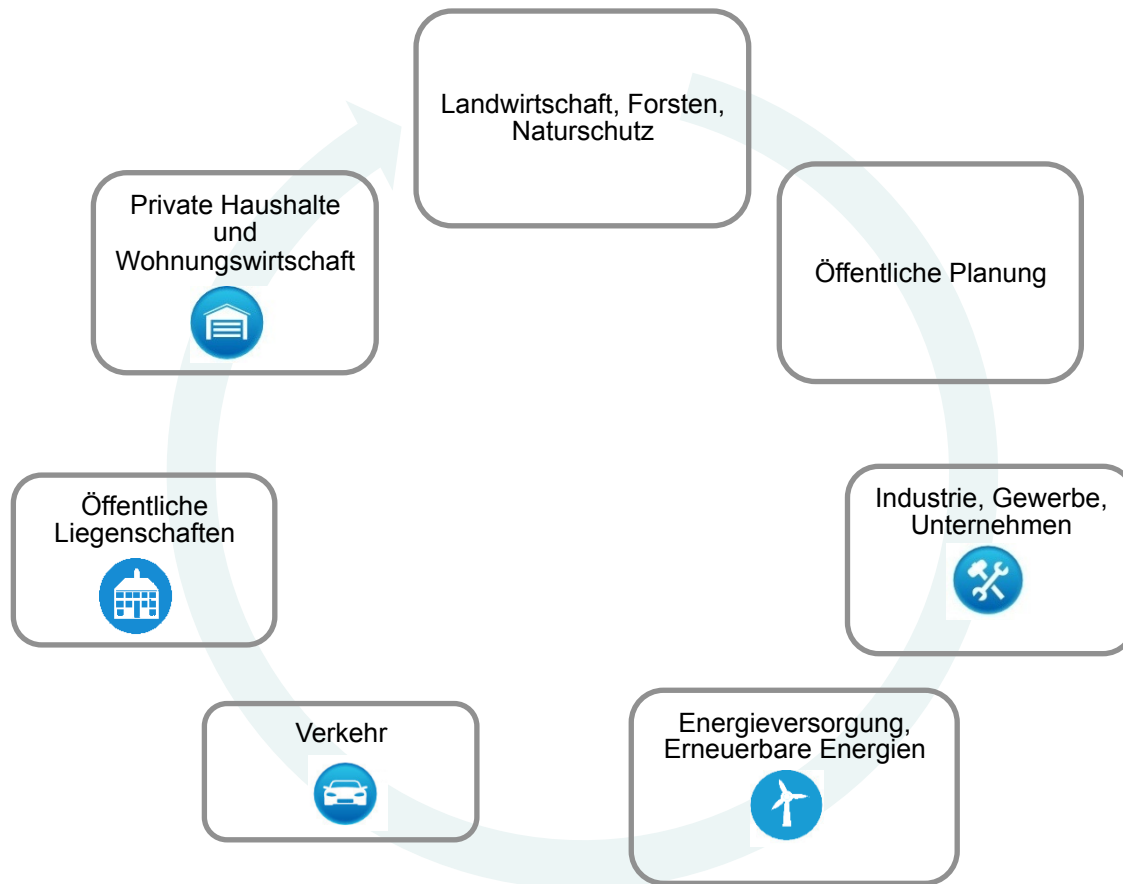 Landwirtschaft, Forsten,
Naturschutz
Öffentliche Planung
Industrie, Gewerbe,
Unternehmen
Energieversorgung,
Erneuerbare Energien
Verkehr
Öffentliche
Liegenschaften
Private Haushalte
und
Wohnungswirtschaft